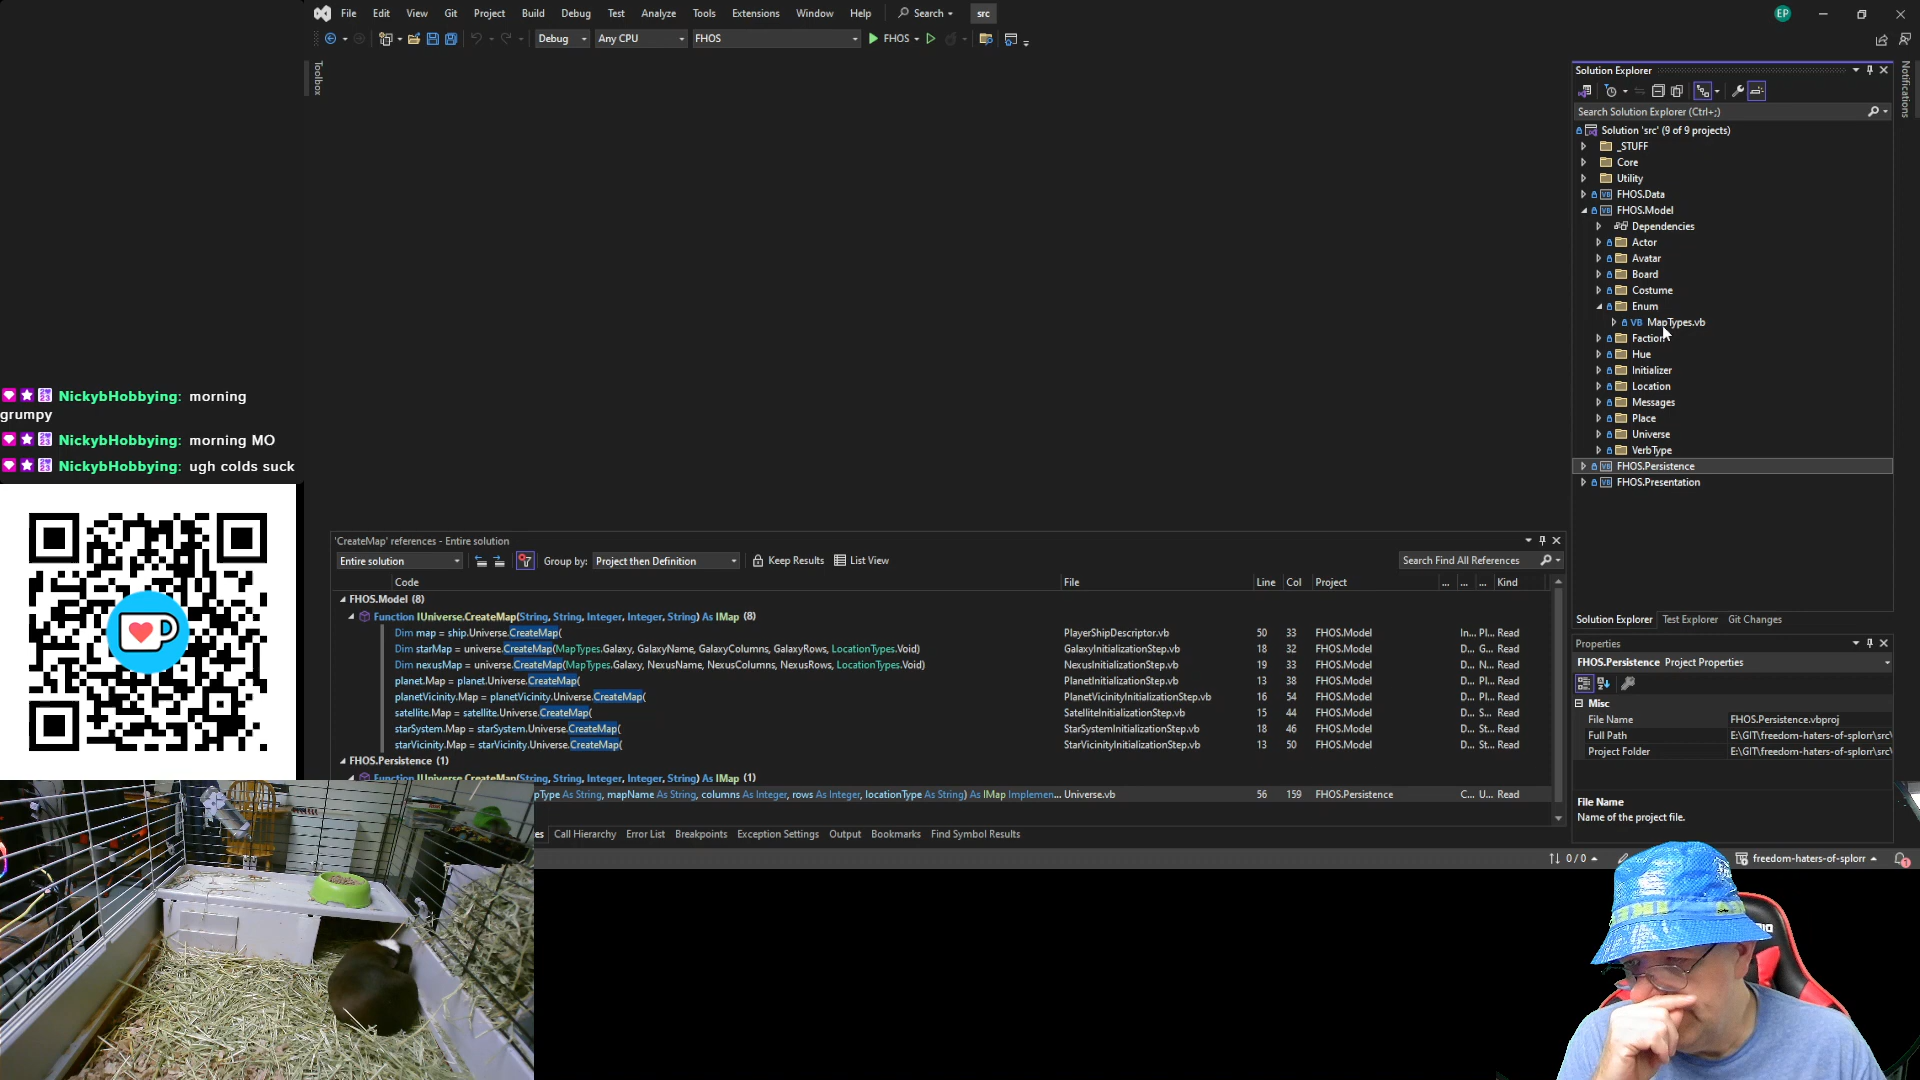 File Edit View Git Project Build Debug Test Analyze Tools Extensions Window Help Search src EP
Debug Any CPU FHOS FHOS
Toolbox
Notifications
Solution Explorer
Search Solution Explorer (Ctrl+;)
Solution 'src' (9 of 9 projects)
_STUFF
Core
Utility
VB FHOS.Data
VB FHOS.Model
Dependencies
Actor
Avatar
Board
Costume
Enum
VB MapTypes.vb
Faction
Hue
Initializer
Location
Messages
Place
Universe
VerbType
VB FHOS.Persistence
VB FHOS.Presentation
Solution Explorer Test Explorer Git Changes
Properties
FHOS.Persistence Project Properties
Misc
File Name FHOS.Persistence.vbproj
Full Path E:\GIT\freedom-haters-of-splorr\src\
Project Folder E:\GIT\freedom-haters-of-splorr\src\
File Name
Name of the project file.
NickybHobbying: morning
grumpy
NickybHobbying: morning MO
NickybHobbying: ugh colds suck
'CreateMap' references - Entire solution
Entire solution Group by: Project then Definition Keep Results List View Search Find All References
Code File Line Col Project ... ... ... Kind
FHOS.Model (8)
Function IUniverse.CreateMap(String, String, Integer, Integer, String) As IMap (8)
Dim map = ship.Universe.CreateMap( PlayerShipDescriptor.vb 50 33 FHOS.Model In... Pl... Read
Dim starMap = universe.CreateMap(MapTypes.Galaxy, GalaxyName, GalaxyColumns, GalaxyRows, LocationTypes.Void) GalaxyInitializationStep.vb 18 32 FHOS.Model D... G... Read
Dim nexusMap = universe.CreateMap(MapTypes.Galaxy, NexusName, NexusColumns, NexusRows, LocationTypes.Void) NexusInitializationStep.vb 19 33 FHOS.Model D... N... Read
planet.Map = planet.Universe.CreateMap( PlanetInitializationStep.vb 13 38 FHOS.Model D... Pl... Read
planetVicinity.Map = planetVicinity.Universe.CreateMap( PlanetVicinityInitializationStep.vb 16 54 FHOS.Model D... Pl... Read
satellite.Map = satellite.Universe.CreateMap( SatelliteInitializationStep.vb 15 44 FHOS.Model D... S... Read
starSystem.Map = starSystem.Universe.CreateMap( StarSystemInitializationStep.vb 18 46 FHOS.Model D... St... Read
starVicinity.Map = starVicinity.Universe.CreateMap( StarVicinityInitializationStep.vb 13 50 FHOS.Model D... St... Read
FHOS.Persistence (1)
Function IUniverse.CreateMap(String, String, Integer, Integer, String) As IMap (1)
pType As String, mapName As String, columns As Integer, rows As Integer, locationType As String) As IMap Implemen... Universe.vb 56 159 FHOS.Persistence C... U... Read
es Call Hierarchy Error List Breakpoints Exception Settings Output Bookmarks Find Symbol Results
0 / 0 freedom-haters-of-splorr